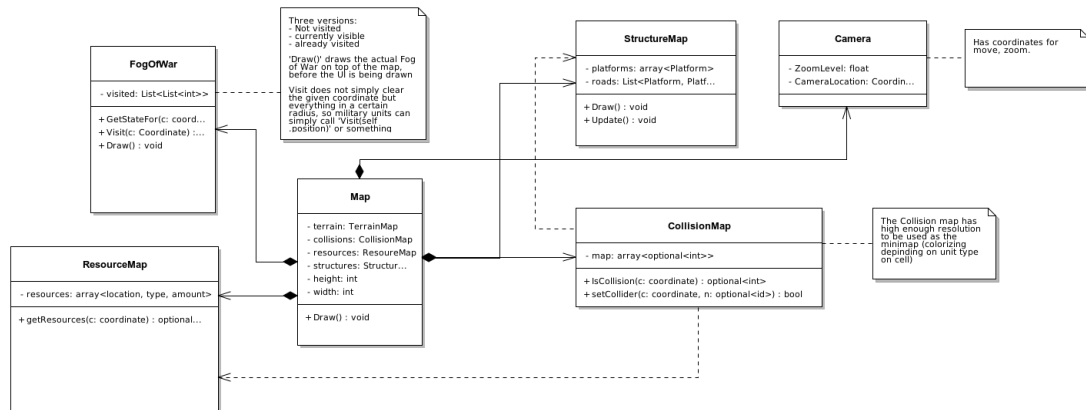 FogOfWar
- visited: List<List<int>>
+ GetStateFor(c: coord...
+ Visit(c: Coordinate) :...
+ Draw() : void
Three versions:
- Not visited
- currently visible
- already visited
'Draw()' draws the actual Fog
of War on top of the map,
before the UI is being drawn
Visit does not simply clear
the given coordinate but
everything in a certain
radius, so military units can
simply call 'Visit(self
.position)' or something
StructureMap
- platforms: array<Platform>
- roads: List<Platform, Platf...
+ Draw() : void
+ Update() : void
Camera
- ZoomLevel: float
- CameraLocation: Coordin...
Has coordinates for
move, zoom.
Map
- terrain: TerrainMap
- collisions: CollisionMap
- resources: ResoureMap
- structures: Structur...
- height: int
- width: int
+ Draw() : void
CollisionMap
- map: array<optional<int>>
+ IsCollision(c: coordinate) : optional<int>
+ setCollider(c: coordinate, n: optional<id>) : bool
The Collision map has
high enough resolution
to be used as the
minimap (colorizing
depinding on unit type
on cell)
ResourceMap
- resources: array<location, type, amount>
+ getResources(c: coordinate) : optional...